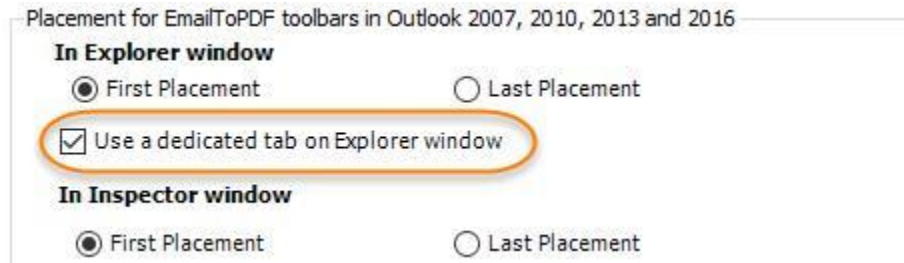 Placement for EmailToPDF toolbars in Outlook 2007, 2010, 2013 and 2016
In Explorer window
First Placement Last Placement
Use a dedicated tab on Explorer window
In Inspector window
First Placement Last Placement